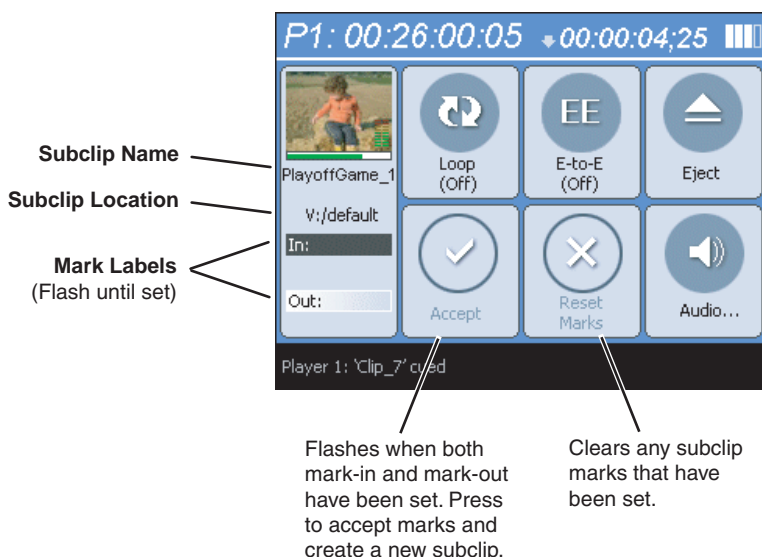 P1: 00:26:00:05 00:00:04;25
Subclip Name
Subclip Location
Mark Labels
(Flash until set)
PlayoffGame_1
V:/default
In:
Out:
Loop
(Off)
EE
E-to-E
(Off)
Eject
Accept
Reset
Marks
Audio...
Player 1: 'Clip_7' cued
Flashes when both
mark-in and mark-out
have been set. Press
to accept marks and
create a new subclip.
Clears any subclip
marks that have
been set.